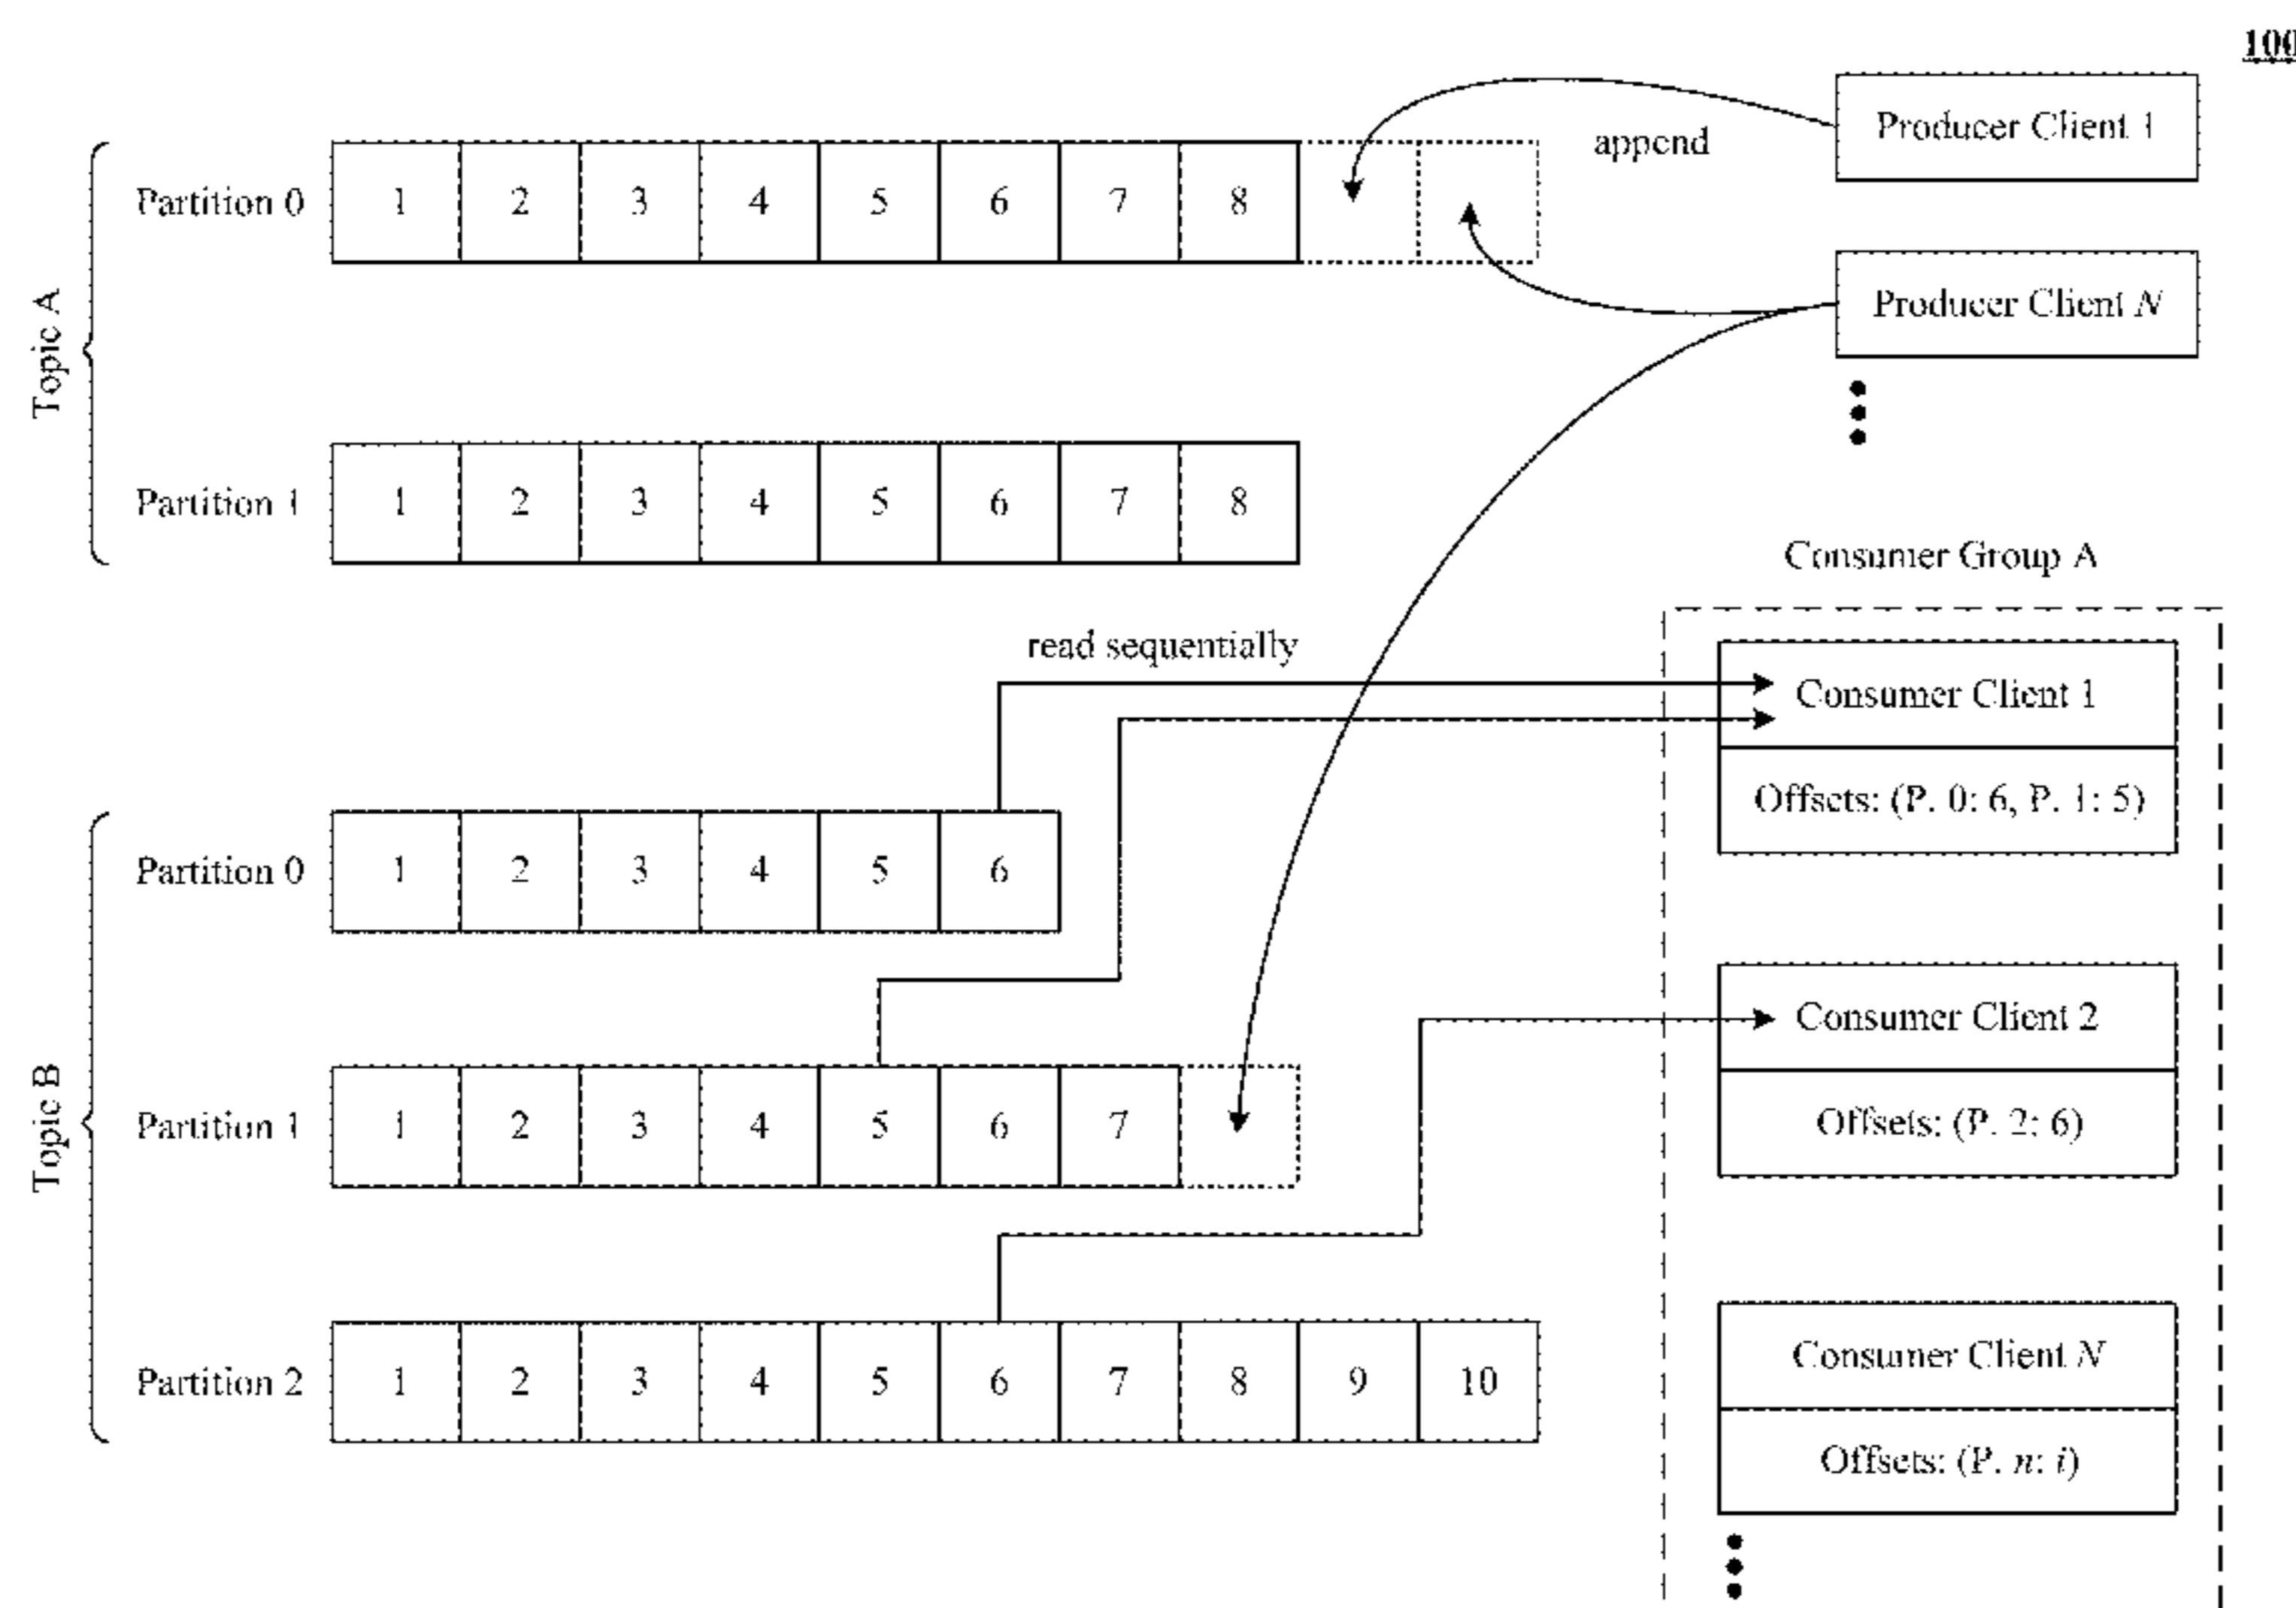 100
Producer Client 1
append
Partition 0 1 2 3 4 5 6 7 8
Producer Client N
Topic A
Partition 1 1 2 3 4 5 6 7 8
Consumer Group A
read sequentially
Consumer Client 1
Offsets: (P. 0: 6, P. 1: 5)
Partition 0 1 2 3 4 5 6
Consumer Client 2
Offsets: (P. 2: 6)
Topic B
Partition 1 1 2 3 4 5 6 7
Consumer Client N
Partition 2 1 2 3 4 5 6 7 8 9 10
Offsets: (P. n: i)